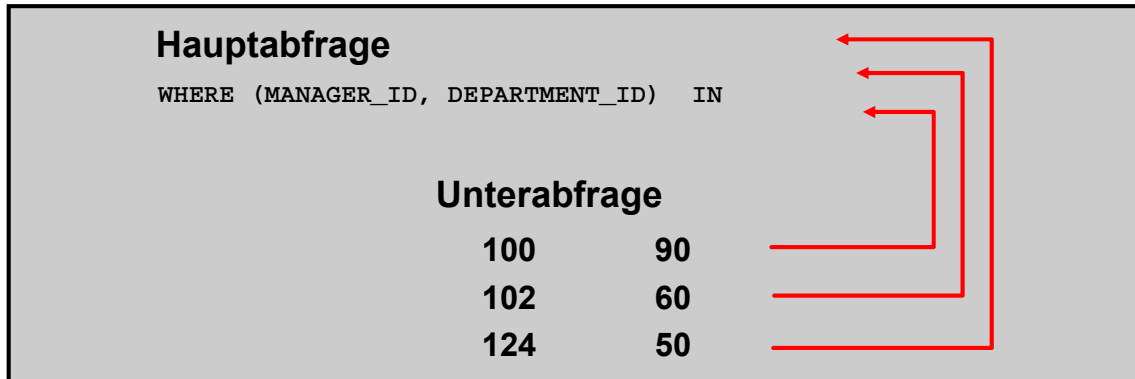 Hauptabfrage
WHERE (MANAGER_ID, DEPARTMENT_ID) IN
Unterabfrage
100 90
102 60
124 50